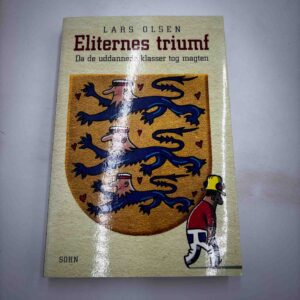 LARS OLSEN
Eliternes triumf
Da de uddannede klasser tog magten
SOHN